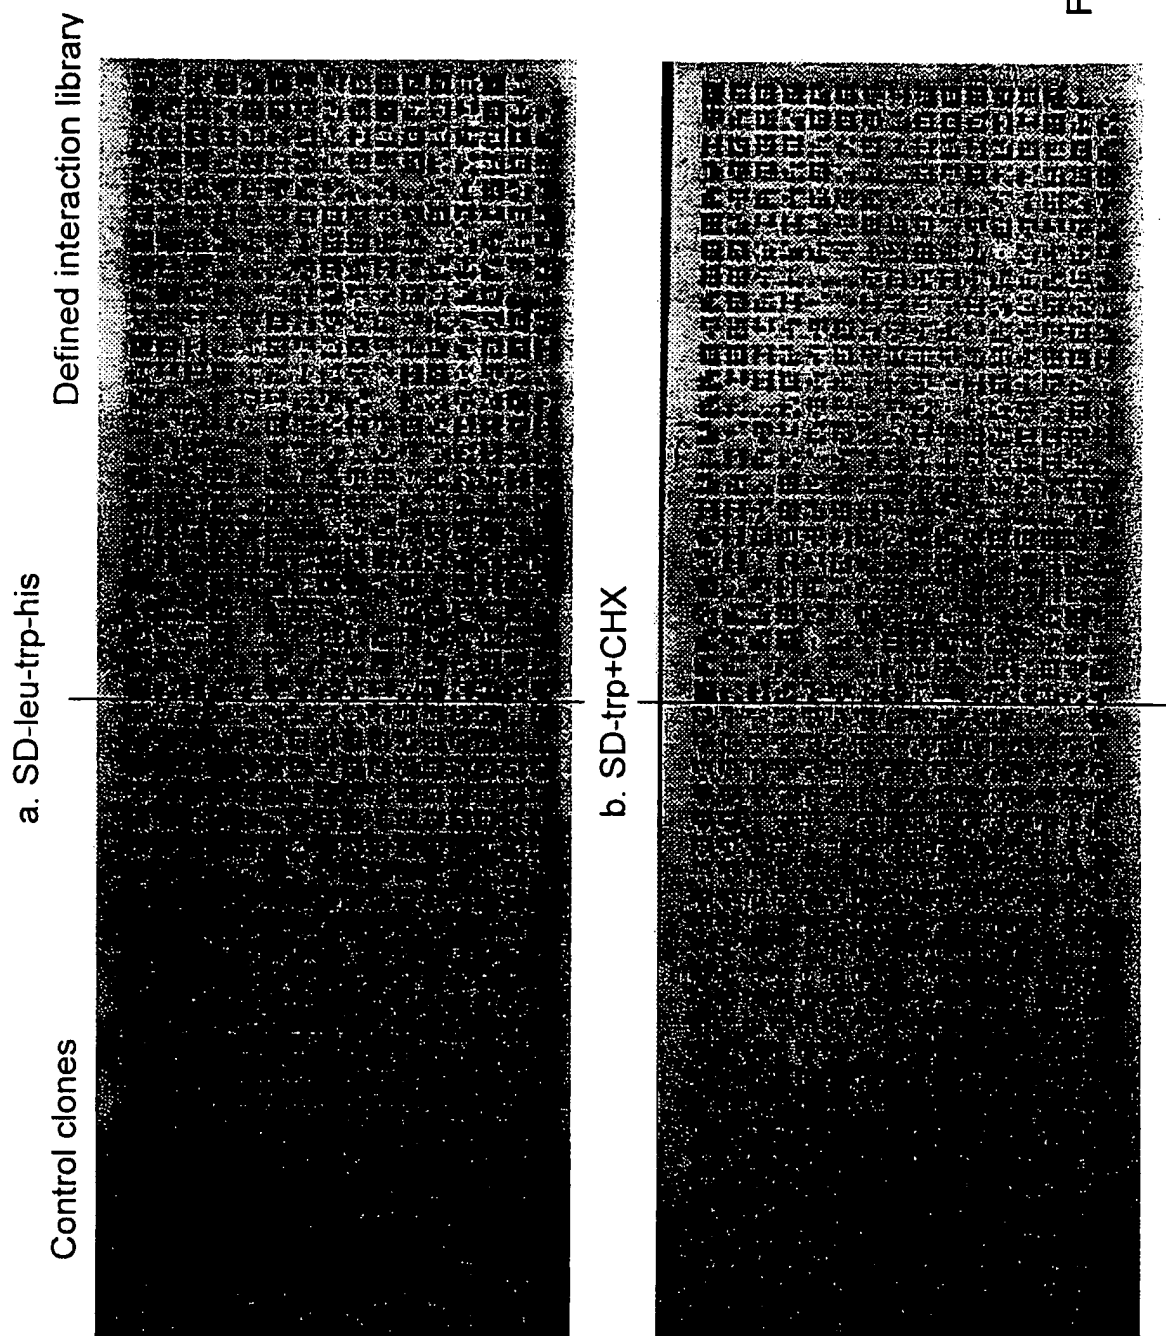 a. SD-leu-trp-his
Control clones
Defined interaction library
b. SD-trp+CHX
F